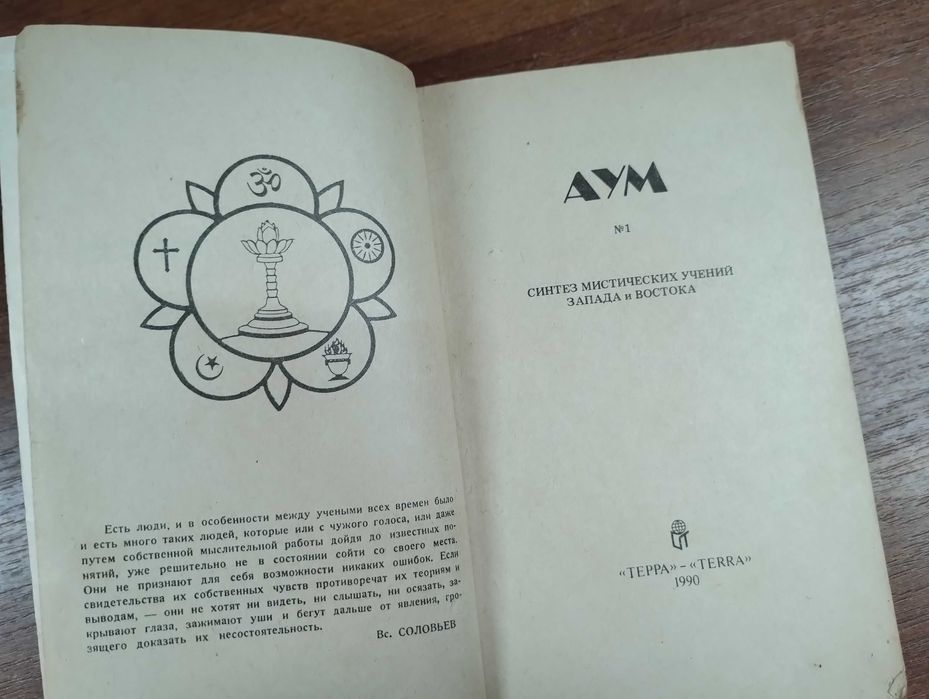 ॐ
Есть люди, и в особенности между учеными всех времен было
и есть много таких людей, которые или с чужого голоса, или даже
путем собственной мыслительной работы дойдя до известных по-
нятий, уже решительно не в состоянии сойти со своего места.
Они не признают для себя возможности никаких ошибок. Если
свидетельства их собственных чувств противоречат их теориям и
выводам, — они не хотят ни видеть, ни слышать, ни осязать, за-
крывают глаза, зажимают уши и бегут дальше от явления, гро-
зящего доказать их несостоятельность.
Вс. СОЛОВЬЕВ
АУМ
№1
СИНТЕЗ МИСТИЧЕСКИХ УЧЕНИЙ
ЗАПАДА и ВОСТОКА
«ТЕРРА» – «TERRA»
1990